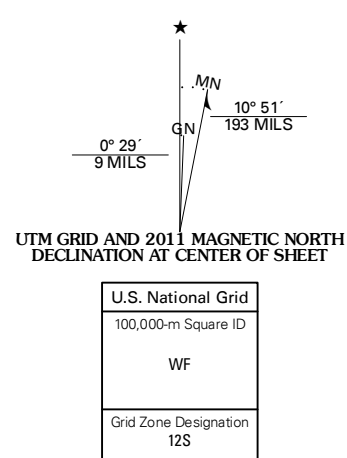 ★
MN
GN
10° 51´
193 MILS
0° 29´
9 MILS
UTM GRID AND 2011 MAGNETIC NORTH
DECLINATION AT CENTER OF SHEET
U.S. National Grid
100,000-m Square ID
WF
Grid Zone Designation
12S